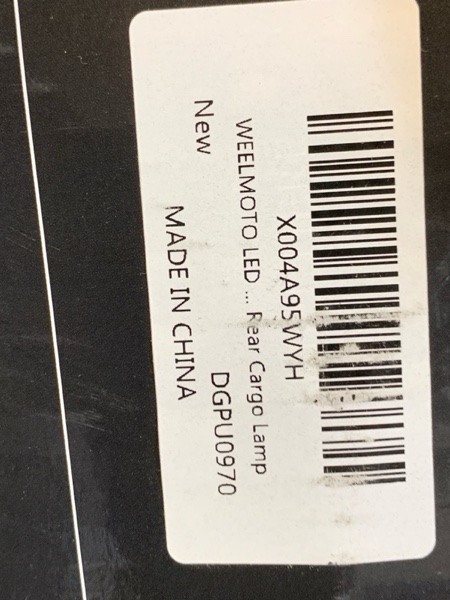 X004A95WYH
WEELMOTO LED ... Rear Cargo Lamp
New DGPU0970
MADE IN CHINA